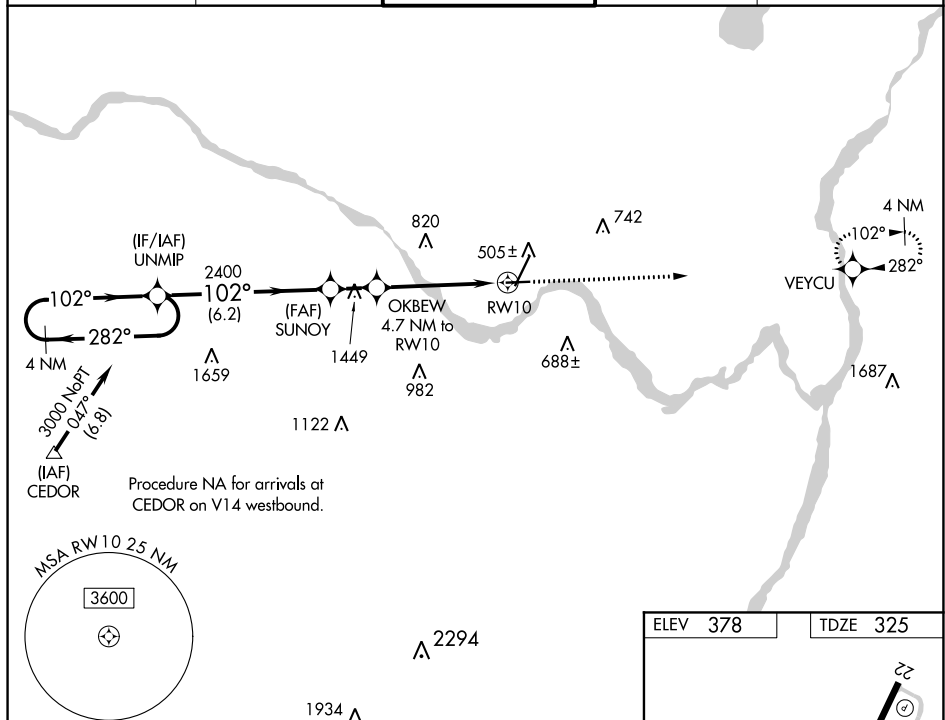 820
742
4 NM
102°
282°
VEYCU
505±
(IF/IAF)
UNMIP
2400
102°
(6.2)
102°
282°
4 NM
(FAF)
SUNOY
1449
OKBEW
4.7 NM to
RW10
RW10
688±
1659
982
1687
1122
3000 NoPT
047°
(6.8)
(IAF)
CEDOR
Procedure NA for arrivals at
CEDOR on V14 westbound.
MSA RW10 25 NM
3600
2294
1934
ELEV 378
TDZE 325
22
P